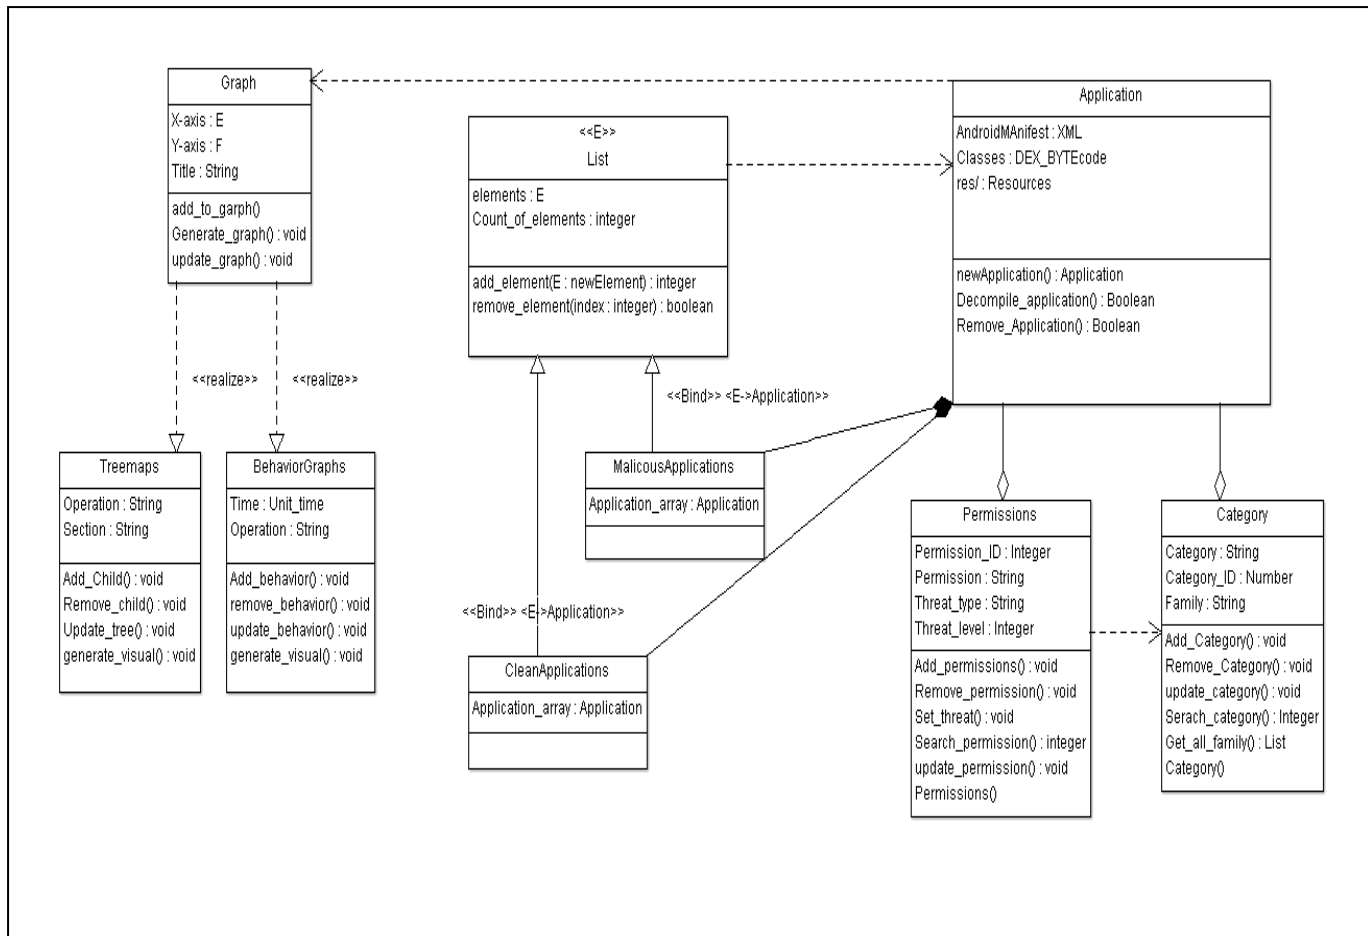 Graph
X-axis : E
Y-axis : F
Title : String
add_to_garph()
Generate_graph() : void
update_graph() : void
<<E>>
List
elements : E
Count_of_elements : integer
add_element(E : newElement) : integer
remove_element(index : integer) : boolean
Application
AndroidMAnifest : XML
Classes : DEX_BYTEcode
res/ : Resources
newApplication() : Application
Decompile_application() : Boolean
Remove_Application() : Boolean
<<realize>>
<<realize>>
<<Bind>> <E->Application>>
Treemaps
Operation : String
Section : String
Add_Child() : void
Remove_child() : void
Update_tree() : void
generate_visual() : void
BehaviorGraphs
Time : Unit_time
Operation : String
Add_behavior() : void
remove_behavior() : void
update_behavior() : void
generate_visual() : void
MalicousApplications
Application_array : Application
<<Bind>> <E->Application>>
CleanApplications
Application_array : Application
Permissions
Permission_ID : Integer
Permission : String
Threat_type : String
Threat_level : Integer
Add_permissions() : void
Remove_permission() : void
Set_threat() : void
Search_permission() : integer
update_permission() : void
Permissions()
Category
Category : String
Category_ID : Number
Family : String
Add_Category() : void
Remove_Category() : void
update_category() : void
Serach_category() : Integer
Get_all_family() : List
Category()